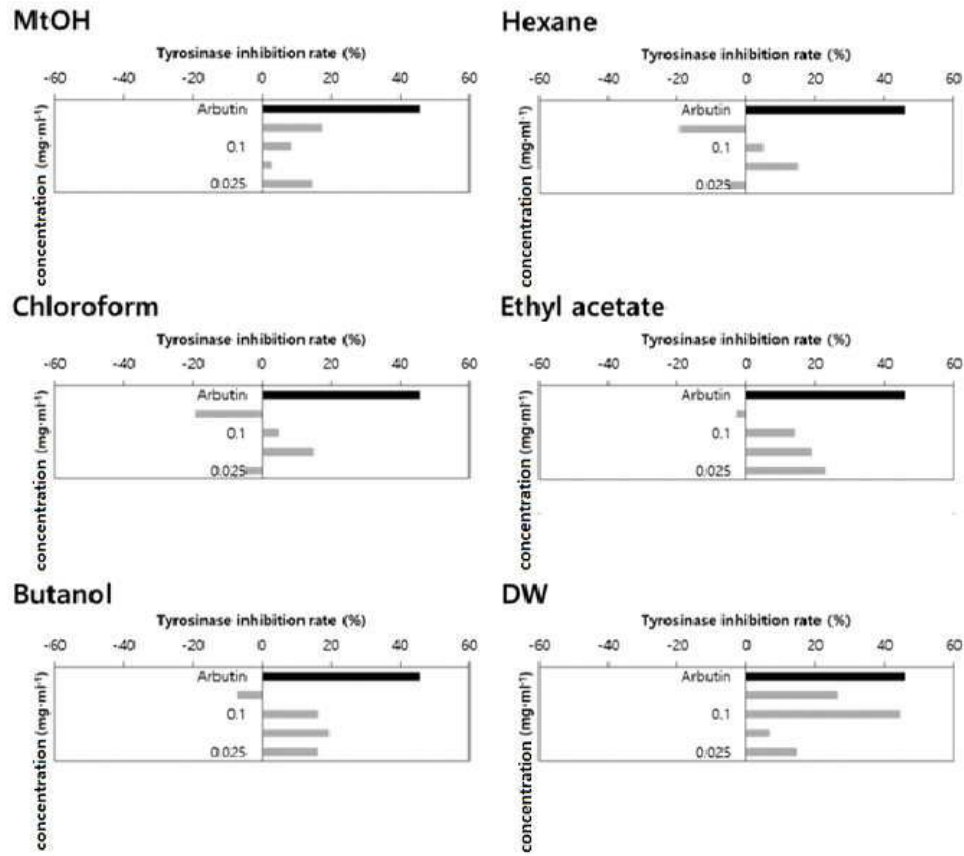 MtOH
Tyrosinase inhibition rate (%)
-60 -40 -20 0 20 40 60
concentration (mg·ml⁻¹)
Arbutin
0.1
0.025
Hexane
Tyrosinase inhibition rate (%)
-60 -40 -20 0 20 40 60
concentration (mg·ml⁻¹)
Arbutin
0.1
0.025
Chloroform
Tyrosinase inhibition rate (%)
-60 -40 -20 0 20 40 60
concentration (mg·ml⁻¹)
Arbutin
0.1
0.025
Ethyl acetate
Tyrosinase inhibition rate (%)
-60 -40 -20 0 20 40 60
concentration (mg·ml⁻¹)
Arbutin
0.1
0.025
Butanol
Tyrosinase inhibition rate (%)
-60 -40 -20 0 20 40 60
concentration (mg·ml⁻¹)
Arbutin
0.1
0.025
DW
Tyrosinase inhibition rate (%)
-60 -40 -20 0 20 40 60
concentration (mg·ml⁻¹)
Arbutin
0.1
0.025